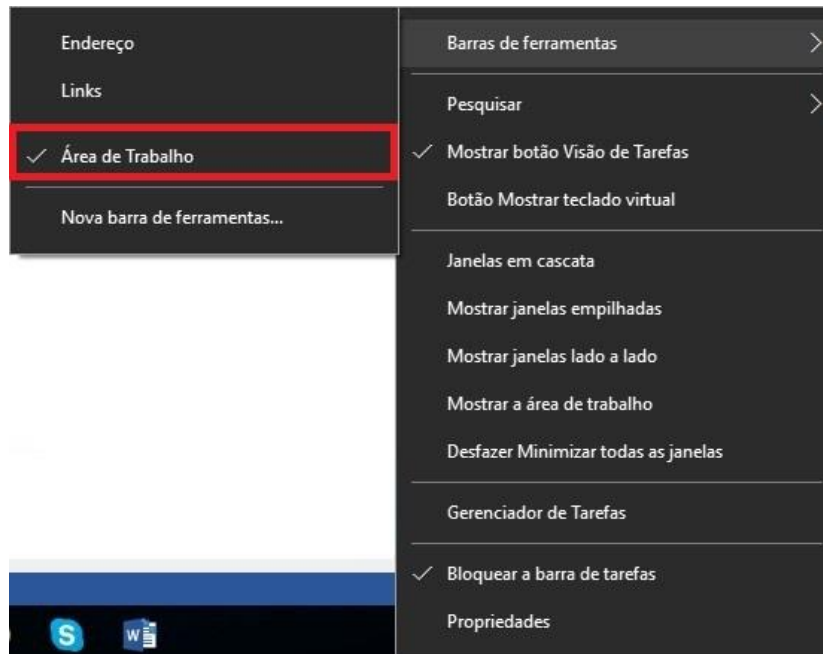 Endereço
Links
Área de Trabalho
Nova barra de ferramentas...
Barras de ferramentas
Pesquisar
Mostrar botão Visão de Tarefas
Botão Mostrar teclado virtual
Janelas em cascata
Mostrar janelas empilhadas
Mostrar janelas lado a lado
Mostrar a área de trabalho
Desfazer Minimizar todas as janelas
Gerenciador de Tarefas
Bloquear a barra de tarefas
Propriedades
S
W